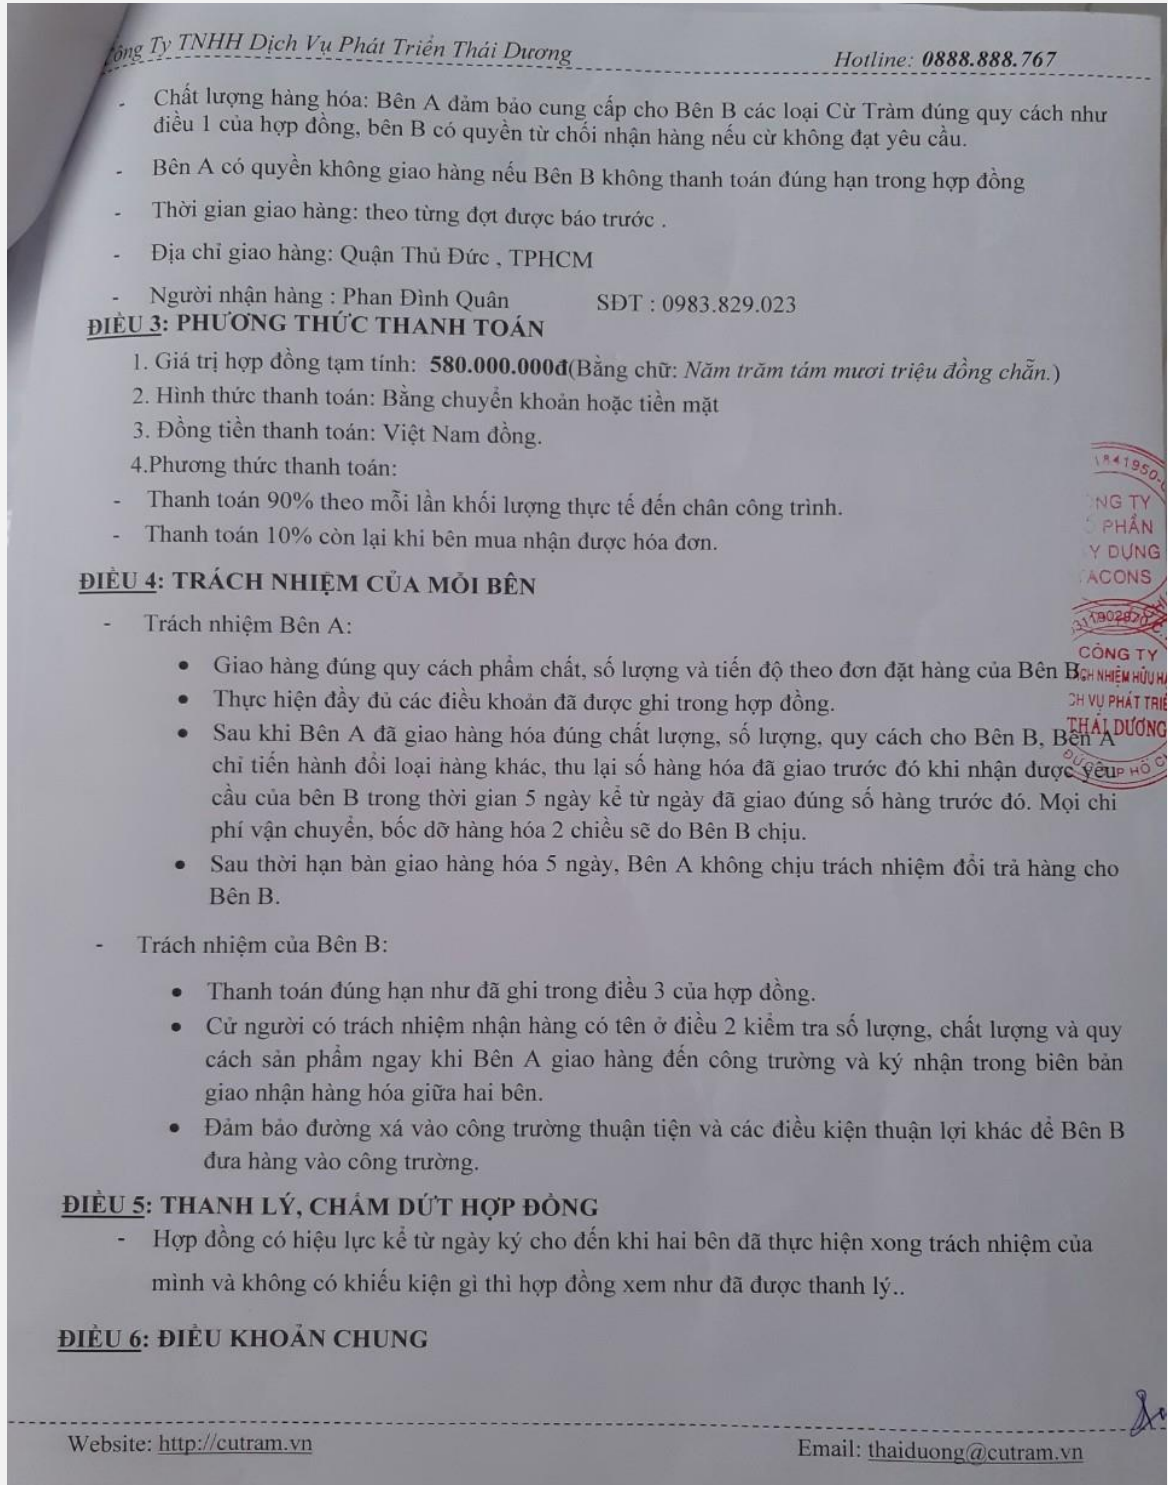 Công Ty TNHH Dịch Vụ Phát Triển Thái Dương
Hotline: 0888.888.767
- Chất lượng hàng hóa: Bên A đảm bảo cung cấp cho Bên B các loại Cừ Tràm đúng quy cách như
điều 1 của hợp đồng, bên B có quyền từ chối nhận hàng nếu cừ không đạt yêu cầu.
- Bên A có quyền không giao hàng nếu Bên B không thanh toán đúng hạn trong hợp đồng
- Thời gian giao hàng: theo từng đợt được báo trước .
- Địa chỉ giao hàng: Quận Thủ Đức , TPHCM
- Người nhận hàng : Phan Đình Quân SĐT : 0983.829.023
ĐIỀU 3: PHƯƠNG THỨC THANH TOÁN
1. Giá trị hợp đồng tạm tính: 580.000.000đ(Bằng chữ: Năm trăm tám mươi triệu đồng chẵn.)
2. Hình thức thanh toán: Bằng chuyển khoản hoặc tiền mặt
3. Đồng tiền thanh toán: Việt Nam đồng.
4.Phương thức thanh toán:
- Thanh toán 90% theo mỗi lần khối lượng thực tế đến chân công trình.
- Thanh toán 10% còn lại khi bên mua nhận được hóa đơn.
1841950-
NG TY
PHẦN
Y DỰNG
ACONS
ĐIỀU 4: TRÁCH NHIỆM CỦA MỖI BÊN
- Trách nhiệm Bên A:
• Giao hàng đúng quy cách phẩm chất, số lượng và tiến độ theo đơn đặt hàng của Bên B.
• Thực hiện đầy đủ các điều khoản đã được ghi trong hợp đồng.
• Sau khi Bên A đã giao hàng hóa đúng chất lượng, số lượng, quy cách cho Bên B, Bên A
chỉ tiến hành đổi loại hàng khác, thu lại số hàng hóa đã giao trước đó khi nhận được yêu
cầu của bên B trong thời gian 5 ngày kể từ ngày đã giao đúng số hàng trước đó. Mọi chi
phí vận chuyển, bốc dỡ hàng hóa 2 chiều sẽ do Bên B chịu.
• Sau thời hạn bàn giao hàng hóa 5 ngày, Bên A không chịu trách nhiệm đổi trả hàng cho
Bên B.
CÔNG TY
CH NHIỆM HỮU H
CH VỤ PHÁT TRIỂ
THÁI DƯƠNG
- Trách nhiệm của Bên B:
• Thanh toán đúng hạn như đã ghi trong điều 3 của hợp đồng.
• Cử người có trách nhiệm nhận hàng có tên ở điều 2 kiểm tra số lượng, chất lượng và quy
cách sản phẩm ngay khi Bên A giao hàng đến công trường và ký nhận trong biên bản
giao nhận hàng hóa giữa hai bên.
• Đảm bảo đường xá vào công trường thuận tiện và các điều kiện thuận lợi khác để Bên B
đưa hàng vào công trường.
ĐIỀU 5: THANH LÝ, CHẤM DỨT HỢP ĐỒNG
- Hợp đồng có hiệu lực kể từ ngày ký cho đến khi hai bên đã thực hiện xong trách nhiệm của
mình và không có khiếu kiện gì thì hợp đồng xem như đã được thanh lý..
ĐIỀU 6: ĐIỀU KHOẢN CHUNG
Website: http://cutram.vn
Email: thaiduong@cutram.vn